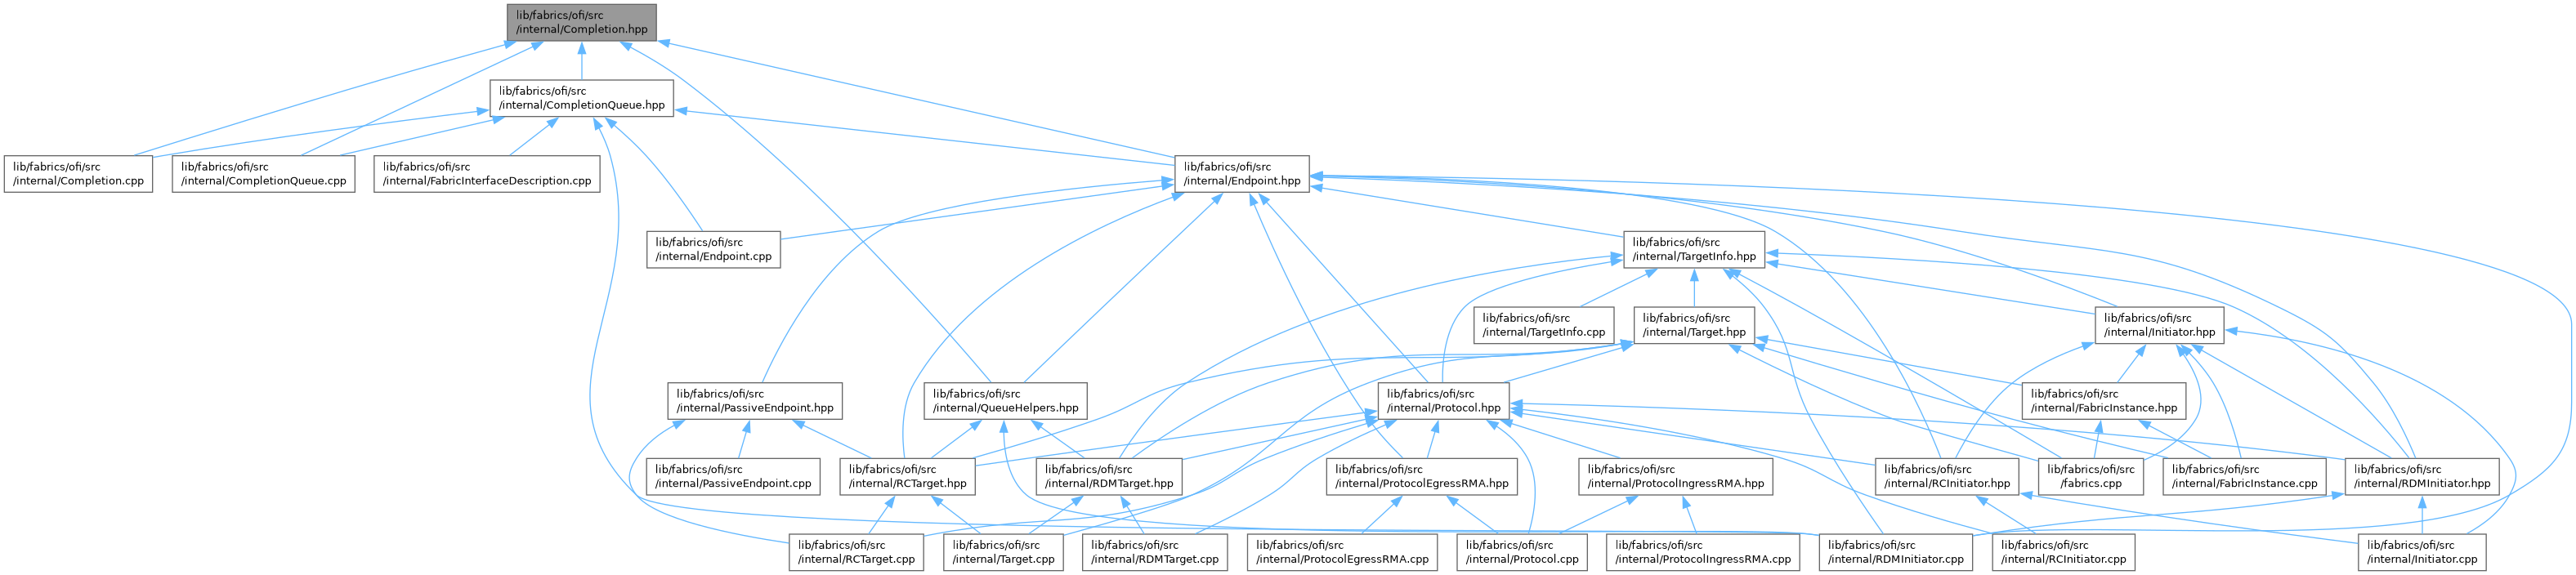 lib/fabrics/ofi/src
/internal/Completion.hpp
lib/fabrics/ofi/src
/internal/CompletionQueue.hpp
lib/fabrics/ofi/src
/internal/Completion.cpp
lib/fabrics/ofi/src
/internal/CompletionQueue.cpp
lib/fabrics/ofi/src
/internal/FabricInterfaceDescription.cpp
lib/fabrics/ofi/src
/internal/Endpoint.hpp
lib/fabrics/ofi/src
/internal/Endpoint.cpp
lib/fabrics/ofi/src
/internal/TargetInfo.hpp
lib/fabrics/ofi/src
/internal/TargetInfo.cpp
lib/fabrics/ofi/src
/internal/Target.hpp
lib/fabrics/ofi/src
/internal/Initiator.hpp
lib/fabrics/ofi/src
/internal/PassiveEndpoint.hpp
lib/fabrics/ofi/src
/internal/QueueHelpers.hpp
lib/fabrics/ofi/src
/internal/Protocol.hpp
lib/fabrics/ofi/src
/internal/FabricInstance.hpp
lib/fabrics/ofi/src
/internal/PassiveEndpoint.cpp
lib/fabrics/ofi/src
/internal/RCTarget.hpp
lib/fabrics/ofi/src
/internal/RDMTarget.hpp
lib/fabrics/ofi/src
/internal/ProtocolEgressRMA.hpp
lib/fabrics/ofi/src
/internal/ProtocolIngressRMA.hpp
lib/fabrics/ofi/src
/internal/RCInitiator.hpp
lib/fabrics/ofi/src
/fabrics.cpp
lib/fabrics/ofi/src
/internal/FabricInstance.cpp
lib/fabrics/ofi/src
/internal/RDMInitiator.hpp
lib/fabrics/ofi/src
/internal/RCTarget.cpp
lib/fabrics/ofi/src
/internal/Target.cpp
lib/fabrics/ofi/src
/internal/RDMTarget.cpp
lib/fabrics/ofi/src
/internal/ProtocolEgressRMA.cpp
lib/fabrics/ofi/src
/internal/Protocol.cpp
lib/fabrics/ofi/src
/internal/ProtocolIngressRMA.cpp
lib/fabrics/ofi/src
/internal/RDMInitiator.cpp
lib/fabrics/ofi/src
/internal/RCInitiator.cpp
lib/fabrics/ofi/src
/internal/Initiator.cpp